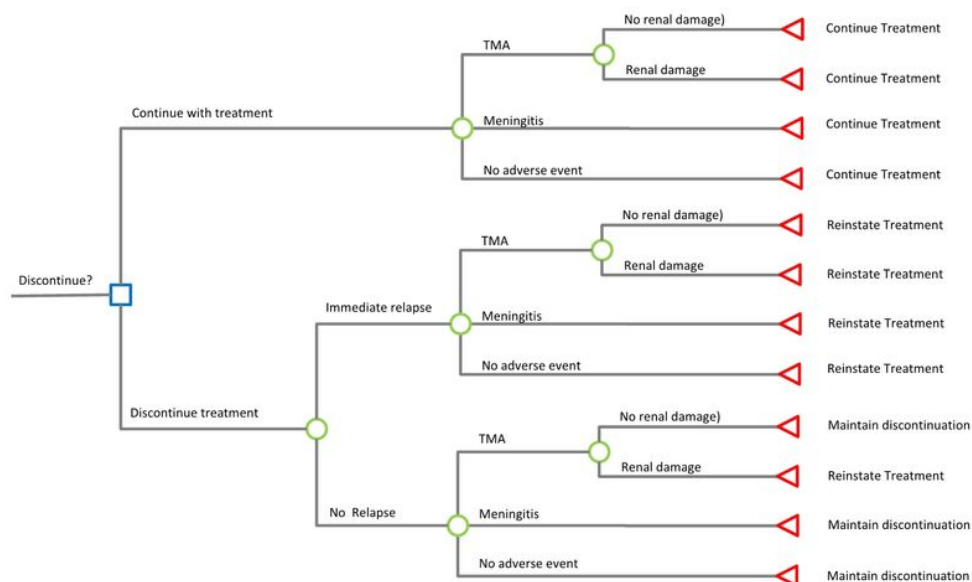 No renal damage)
Continue Treatment
TMA
Renal damage
Continue Treatment
Continue with treatment
Meningitis
Continue Treatment
No adverse event
Continue Treatment
No renal damage)
Reinstate Treatment
TMA
Renal damage
Reinstate Treatment
Discontinue?
Immediate relapse
Meningitis
Reinstate Treatment
No adverse event
Reinstate Treatment
Discontinue treatment
No renal damage)
Maintain discontinuation
TMA
Renal damage
Reinstate Treatment
No Relapse
Meningitis
Maintain discontinuation
No adverse event
Maintain discontinuation